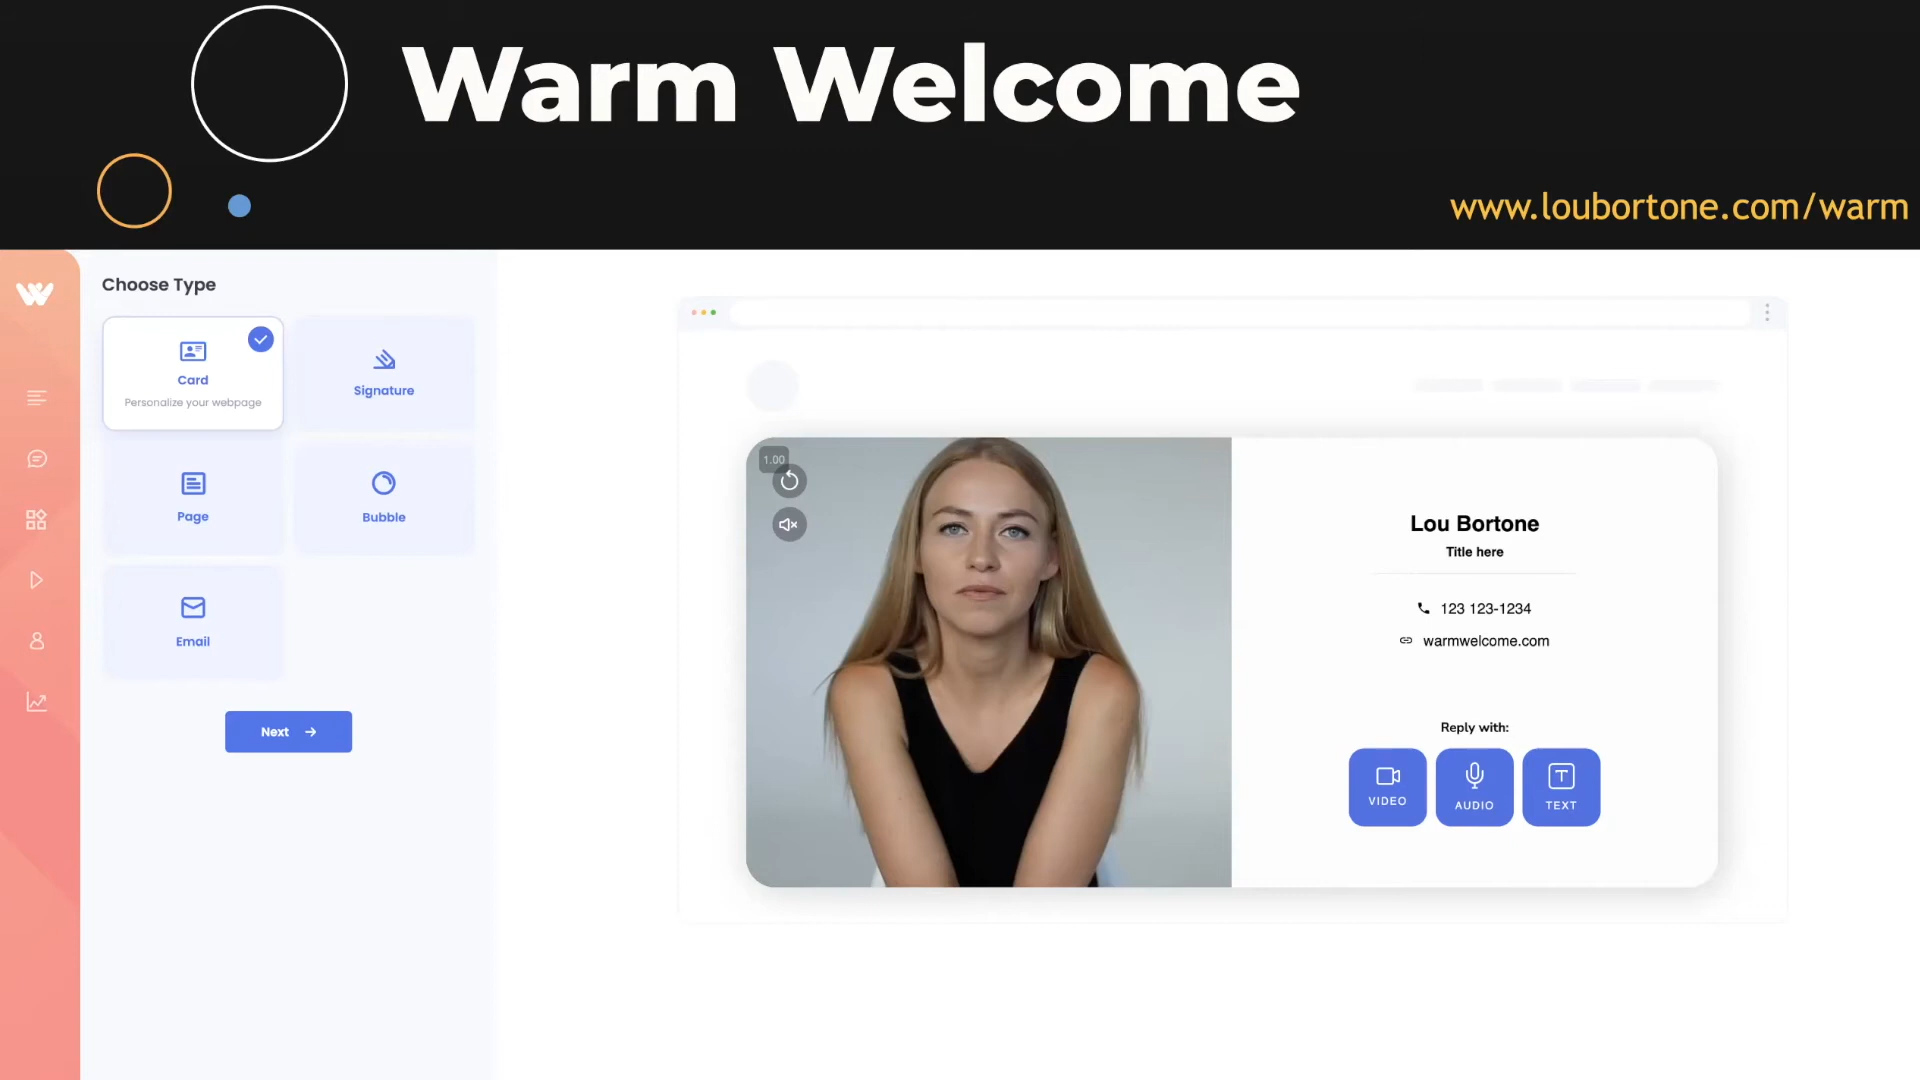 Warm Welcome
www.loubortone.com/warm
Choose Type
Card
Personalize your webpage
Signature
Page
Bubble
Email
Next
1.00
Lou Bortone
Title here
123 123-1234
warmwelcome.com
Reply with:
VIDEO
AUDIO
T
TEXT